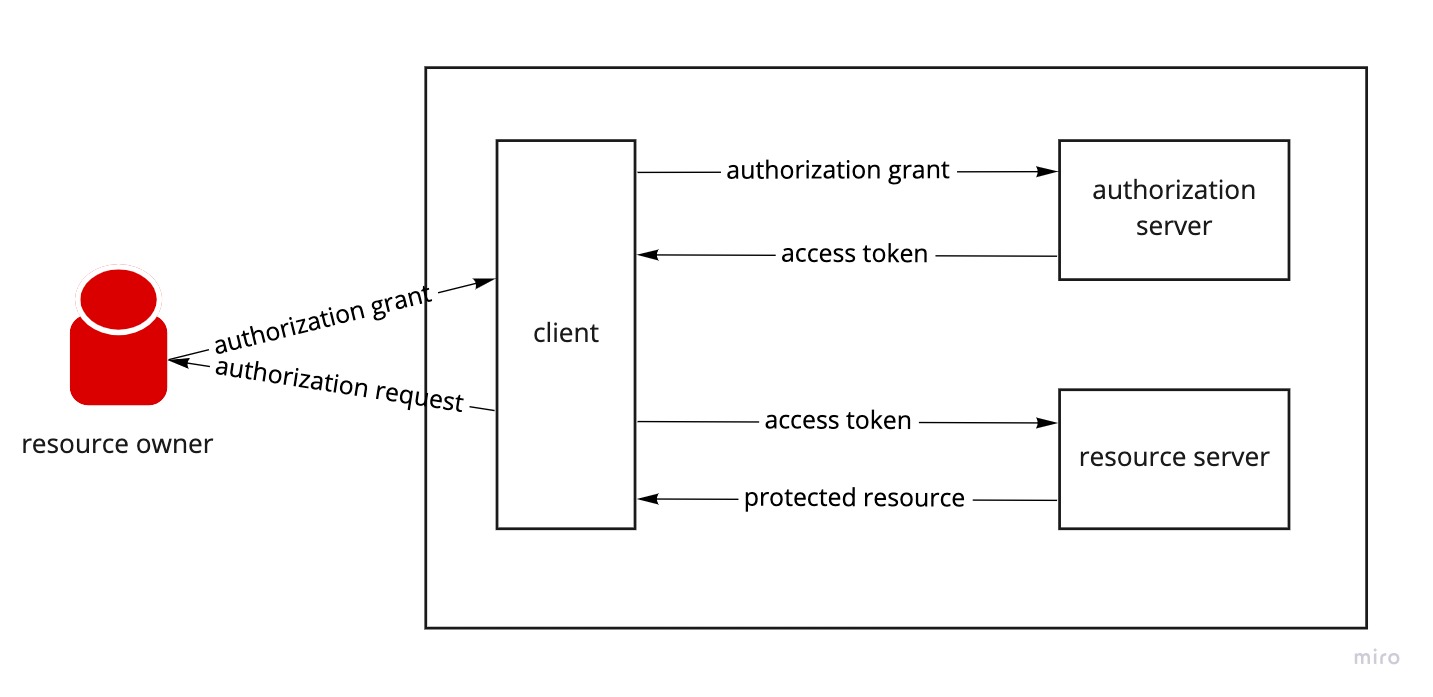 authorization grant
authorization
server
access token
authorization grant
client
authorization request
access token
resource owner
resource server
protected resource
miro